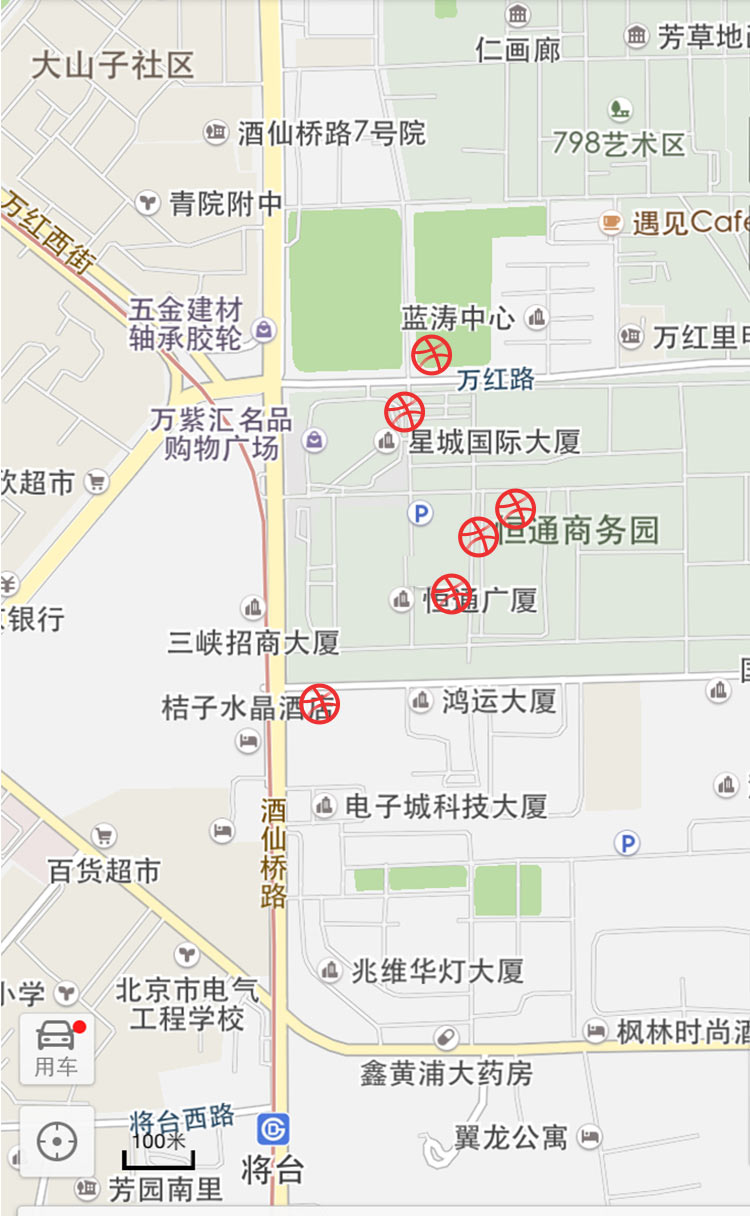 仁画廊
芳草地画
大山子社区
酒仙桥路7号院
798艺术区
青院附中
万红西街
遇见Cafe
五金建材
轴承胶轮
蓝涛中心
万红里
万红路
万紫汇名品
购物广场
星城国际大厦
欣超市
P
恒通商务园
银行
恒通广厦
三峡招商大厦
桔子水晶酒店
鸿运大厦
电子城科技大厦
酒仙桥路
P
百货超市
小学
北京市电气
工程学校
兆维华灯大厦
用车
枫林时尚酒
鑫黄浦大药房
将台西路
100米
翼龙公寓
将台
芳园南里